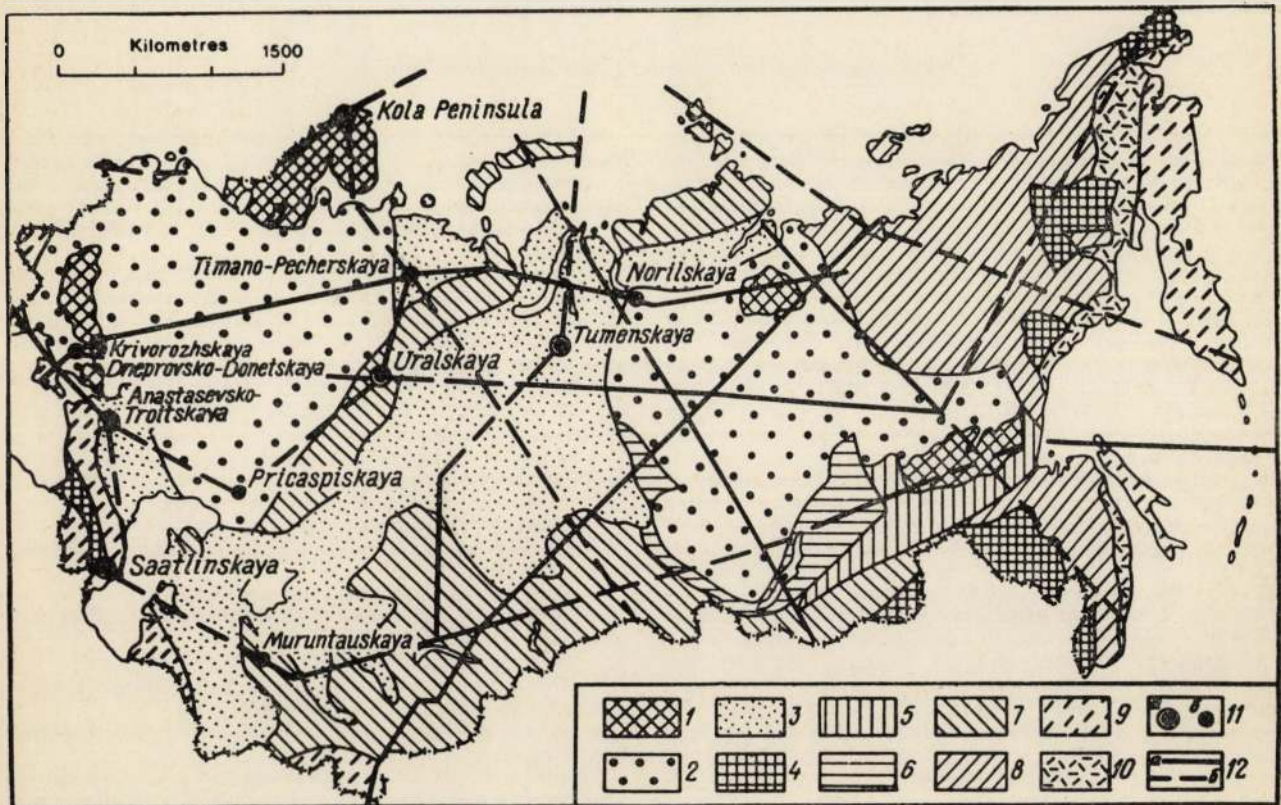 Kilometres
0 1500
Kola Peninsula
Timano-Pecherskaya
Norilskaya
Krivorozhskaya
Tumenskaya
Dneprovsko-Donetskaya
Uralskaya
Anastasevsko-
Troitskaya
Pricaspiskaya
Saatlinskaya
Muruntauskaya
1 3 5 7 9 11
2 4 6 8 10 12